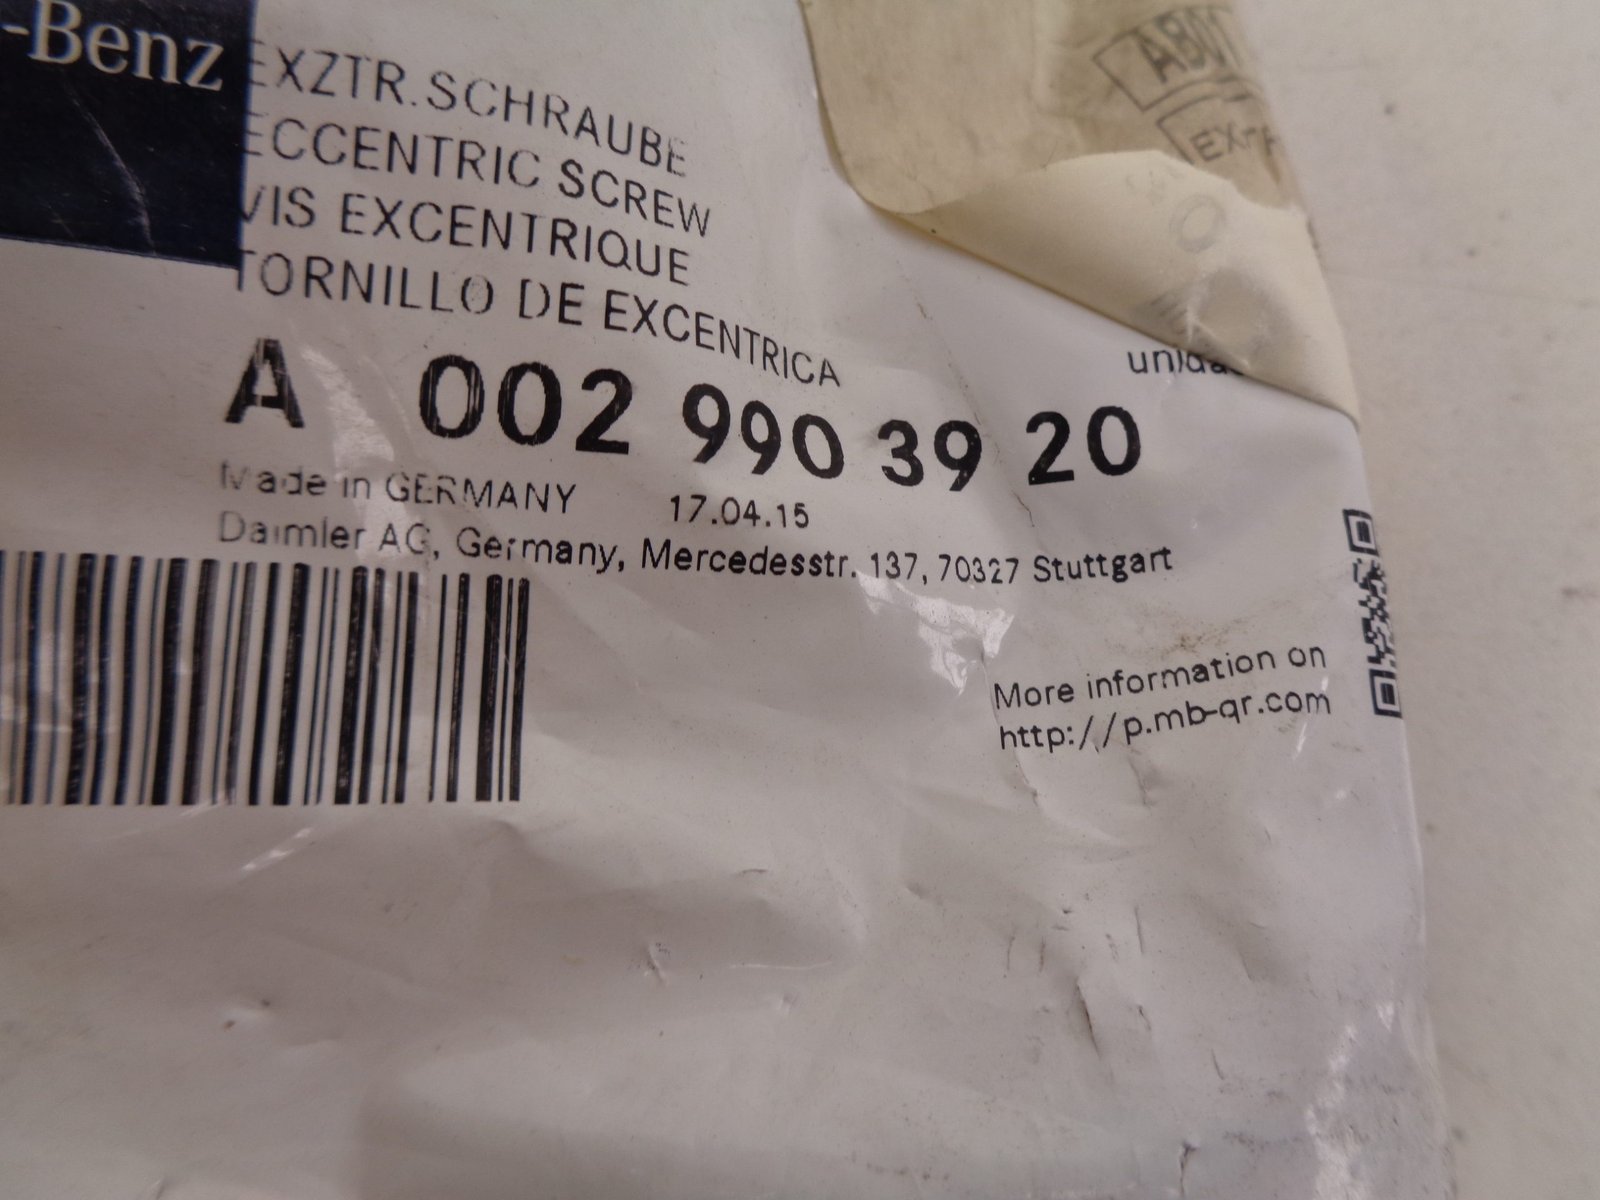 -Benz
EXZTR.SCHRAUBE
ECCENTRIC SCREW
VIS EXCENTRIQUE
TORNILLO DE EXCENTRICA
A 002 990 39 20
Made in GERMANY 17.04.15
Daimler AG, Germany, Mercedesstr. 137, 70327 Stuttgart
More information on
http://p.mb-qr.com